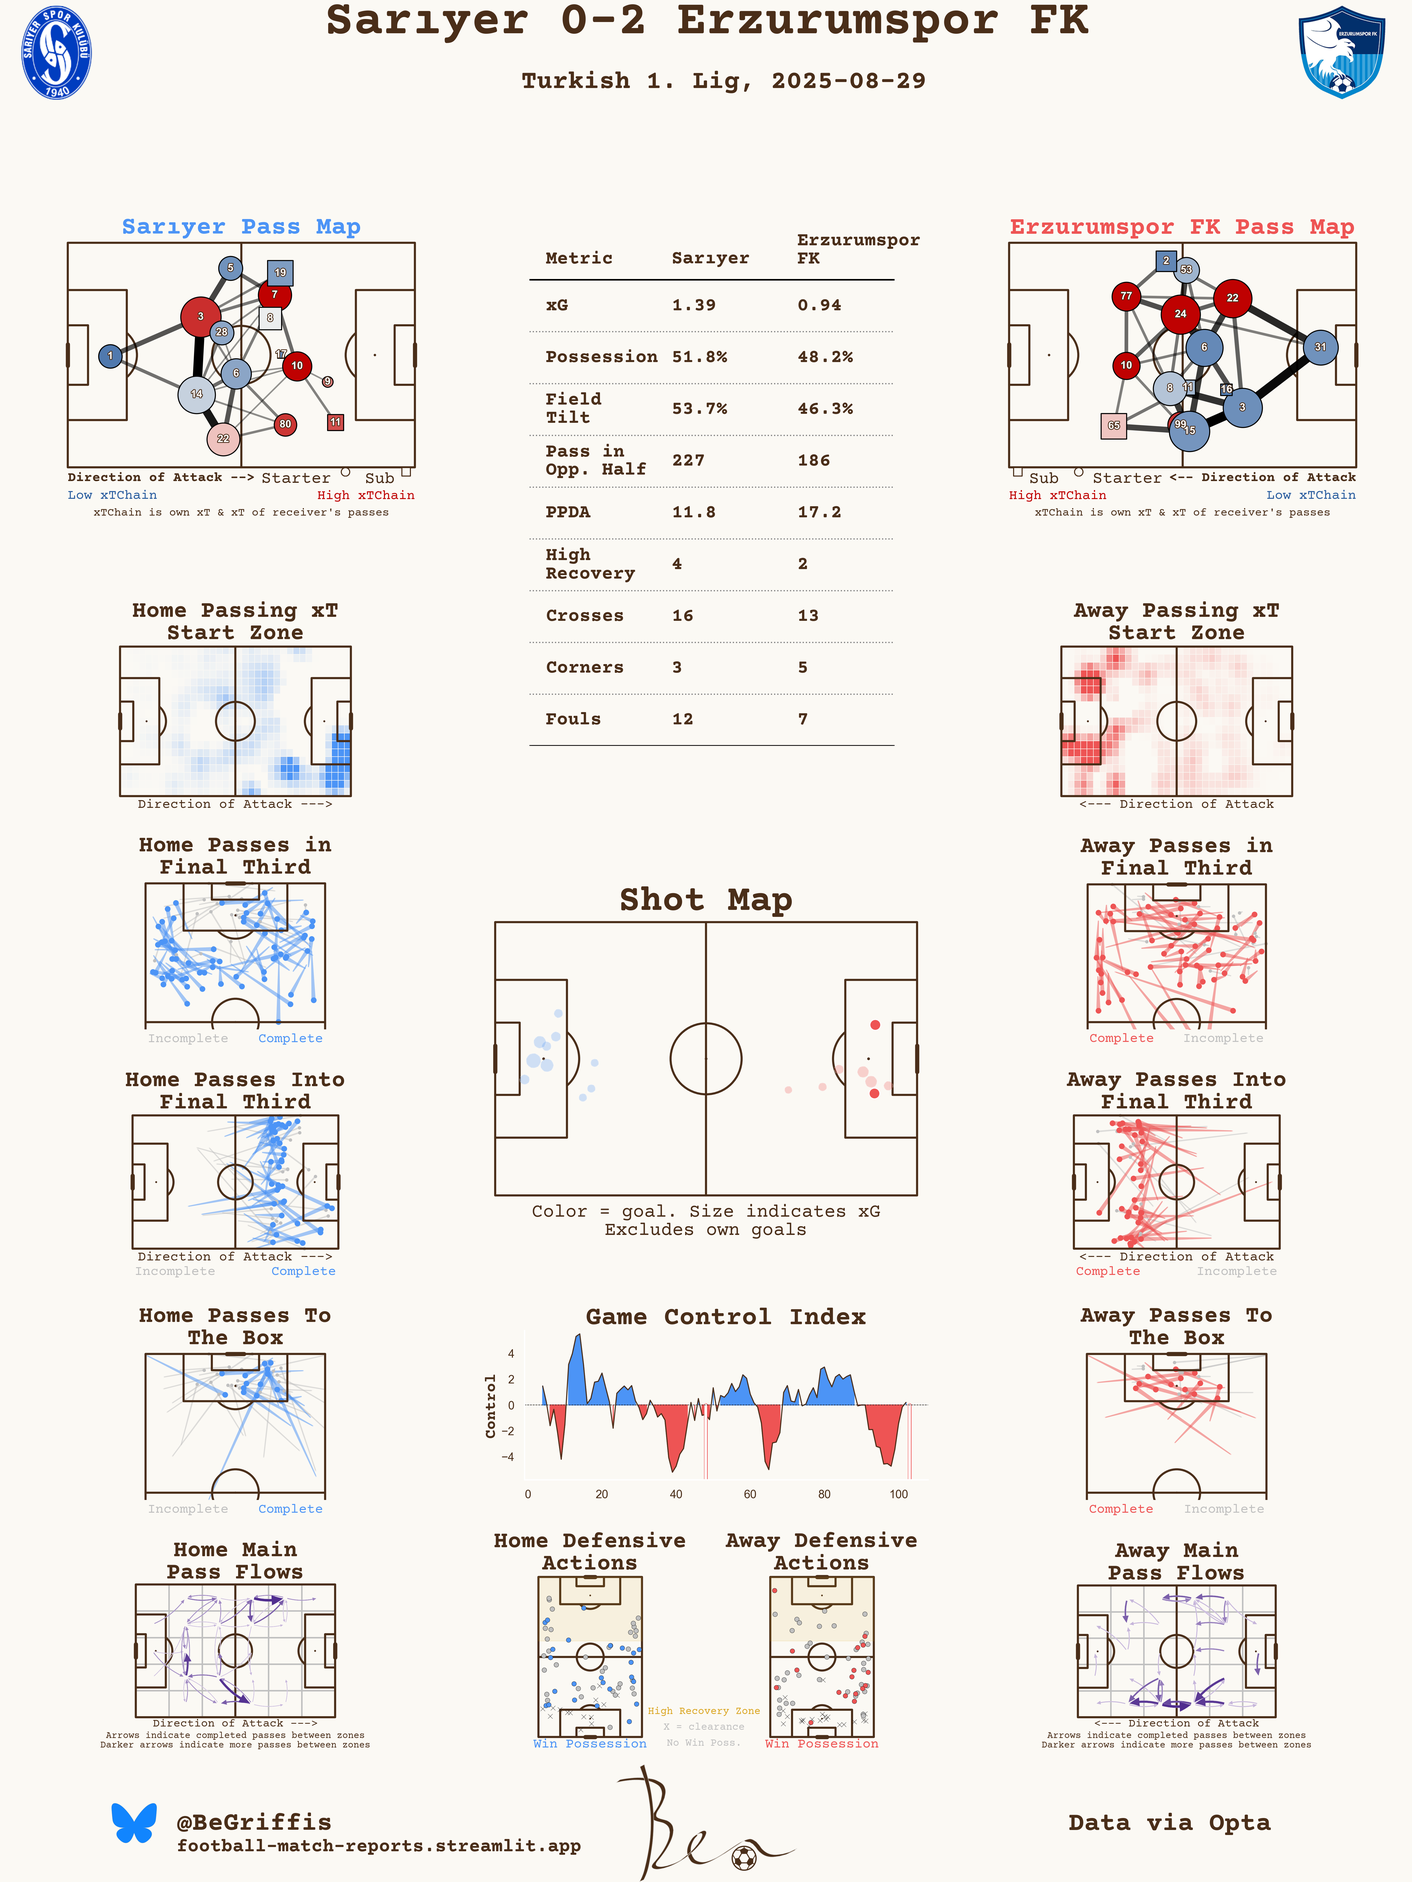 Sarıyer 0-2 Erzurumspor FK
Turkish 1. Lig, 2025-08-29
SARIYER SPOR KULÜBÜ
1940
ERZURUMSPOR FK
Sarıyer Pass Map
5
19
7
3
8
28
1
17
10
6
9
14
80
11
22
Direction of Attack --> Starter Sub
Low xTChain High xTChain
xTChain is own xT & xT of receiver's passes
Metric Sarıyer Erzurumspor FK
xG 1.39 0.94
Possession 51.8% 48.2%
Field Tilt 53.7% 46.3%
Pass in Opp. Half 227 186
PPDA 11.8 17.2
High Recovery 4 2
Crosses 16 13
Corners 3 5
Fouls 12 7
Erzurumspor FK Pass Map
2
53
77
22
24
6
31
10
8
11
16
3
65
99
15
Sub Starter <-- Direction of Attack
High xTChain Low xTChain
xTChain is own xT & xT of receiver's passes
Home Passing xT
Start Zone
Direction of Attack --->
Away Passing xT
Start Zone
<--- Direction of Attack
Home Passes in
Final Third
Incomplete Complete
Away Passes in
Final Third
Complete Incomplete
Shot Map
Color = goal. Size indicates xG
Excludes own goals
Home Passes Into
Final Third
Direction of Attack --->
Incomplete Complete
Away Passes Into
Final Third
<--- Direction of Attack
Complete Incomplete
Home Passes To
The Box
Incomplete Complete
Game Control Index
Control
4
2
0
−2
−4
0 20 40 60 80 100
Away Passes To
The Box
Complete Incomplete
Home Main
Pass Flows
Direction of Attack --->
Arrows indicate completed passes between zones
Darker arrows indicate more passes between zones
Home Defensive
Actions
Win Possession
High Recovery Zone
X = clearance
No Win Poss.
Away Defensive
Actions
Win Possession
Away Main
Pass Flows
<--- Direction of Attack
Arrows indicate completed passes between zones
Darker arrows indicate more passes between zones
@BeGriffis
football-match-reports.streamlit.app
Ben
Data via Opta